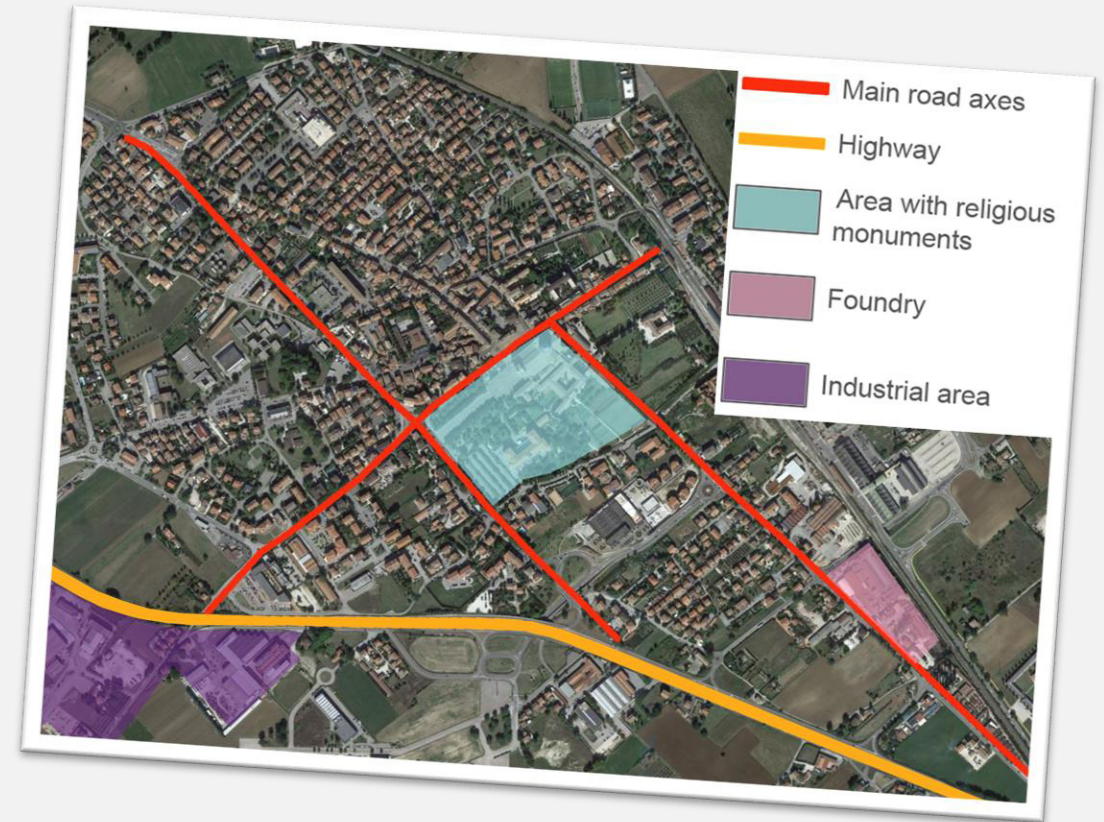 Main road axes
Highway
Area with religious
monuments
Foundry
Industrial area